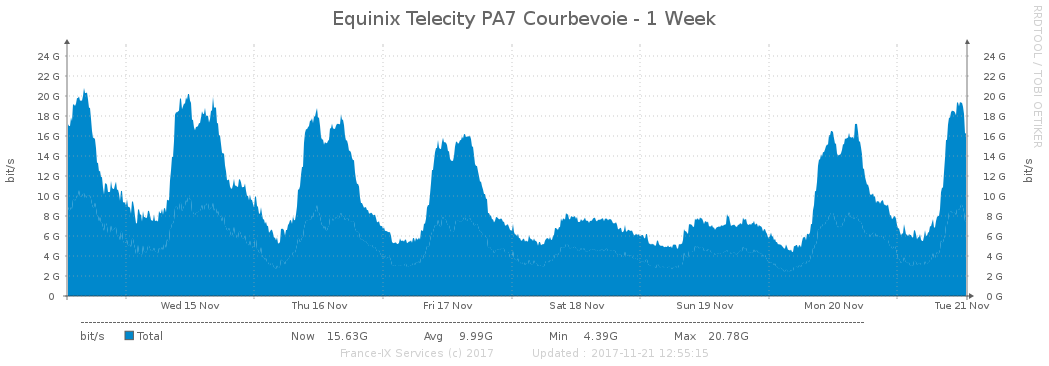 Equinix Telecity PA7 Courbevoie - 1 Week
RRDTOOL / TOBI OETIKER
bit/s
24 G 24 G
22 G 22 G
20 G 20 G
18 G 18 G
16 G 16 G
14 G 14 G
12 G 12 G
10 G 10 G
8 G 8 G
6 G 6 G
4 G 4 G
2 G 2 G
0 0 G
bit/s
Wed 15 Nov Thu 16 Nov Fri 17 Nov Sat 18 Nov Sun 19 Nov Mon 20 Nov Tue 21 Nov
bit/s Total Now 15.63G Avg 9.99G Min 4.39G Max 20.78G
France-IX Services (c) 2017 Updated : 2017-11-21 12:55:15